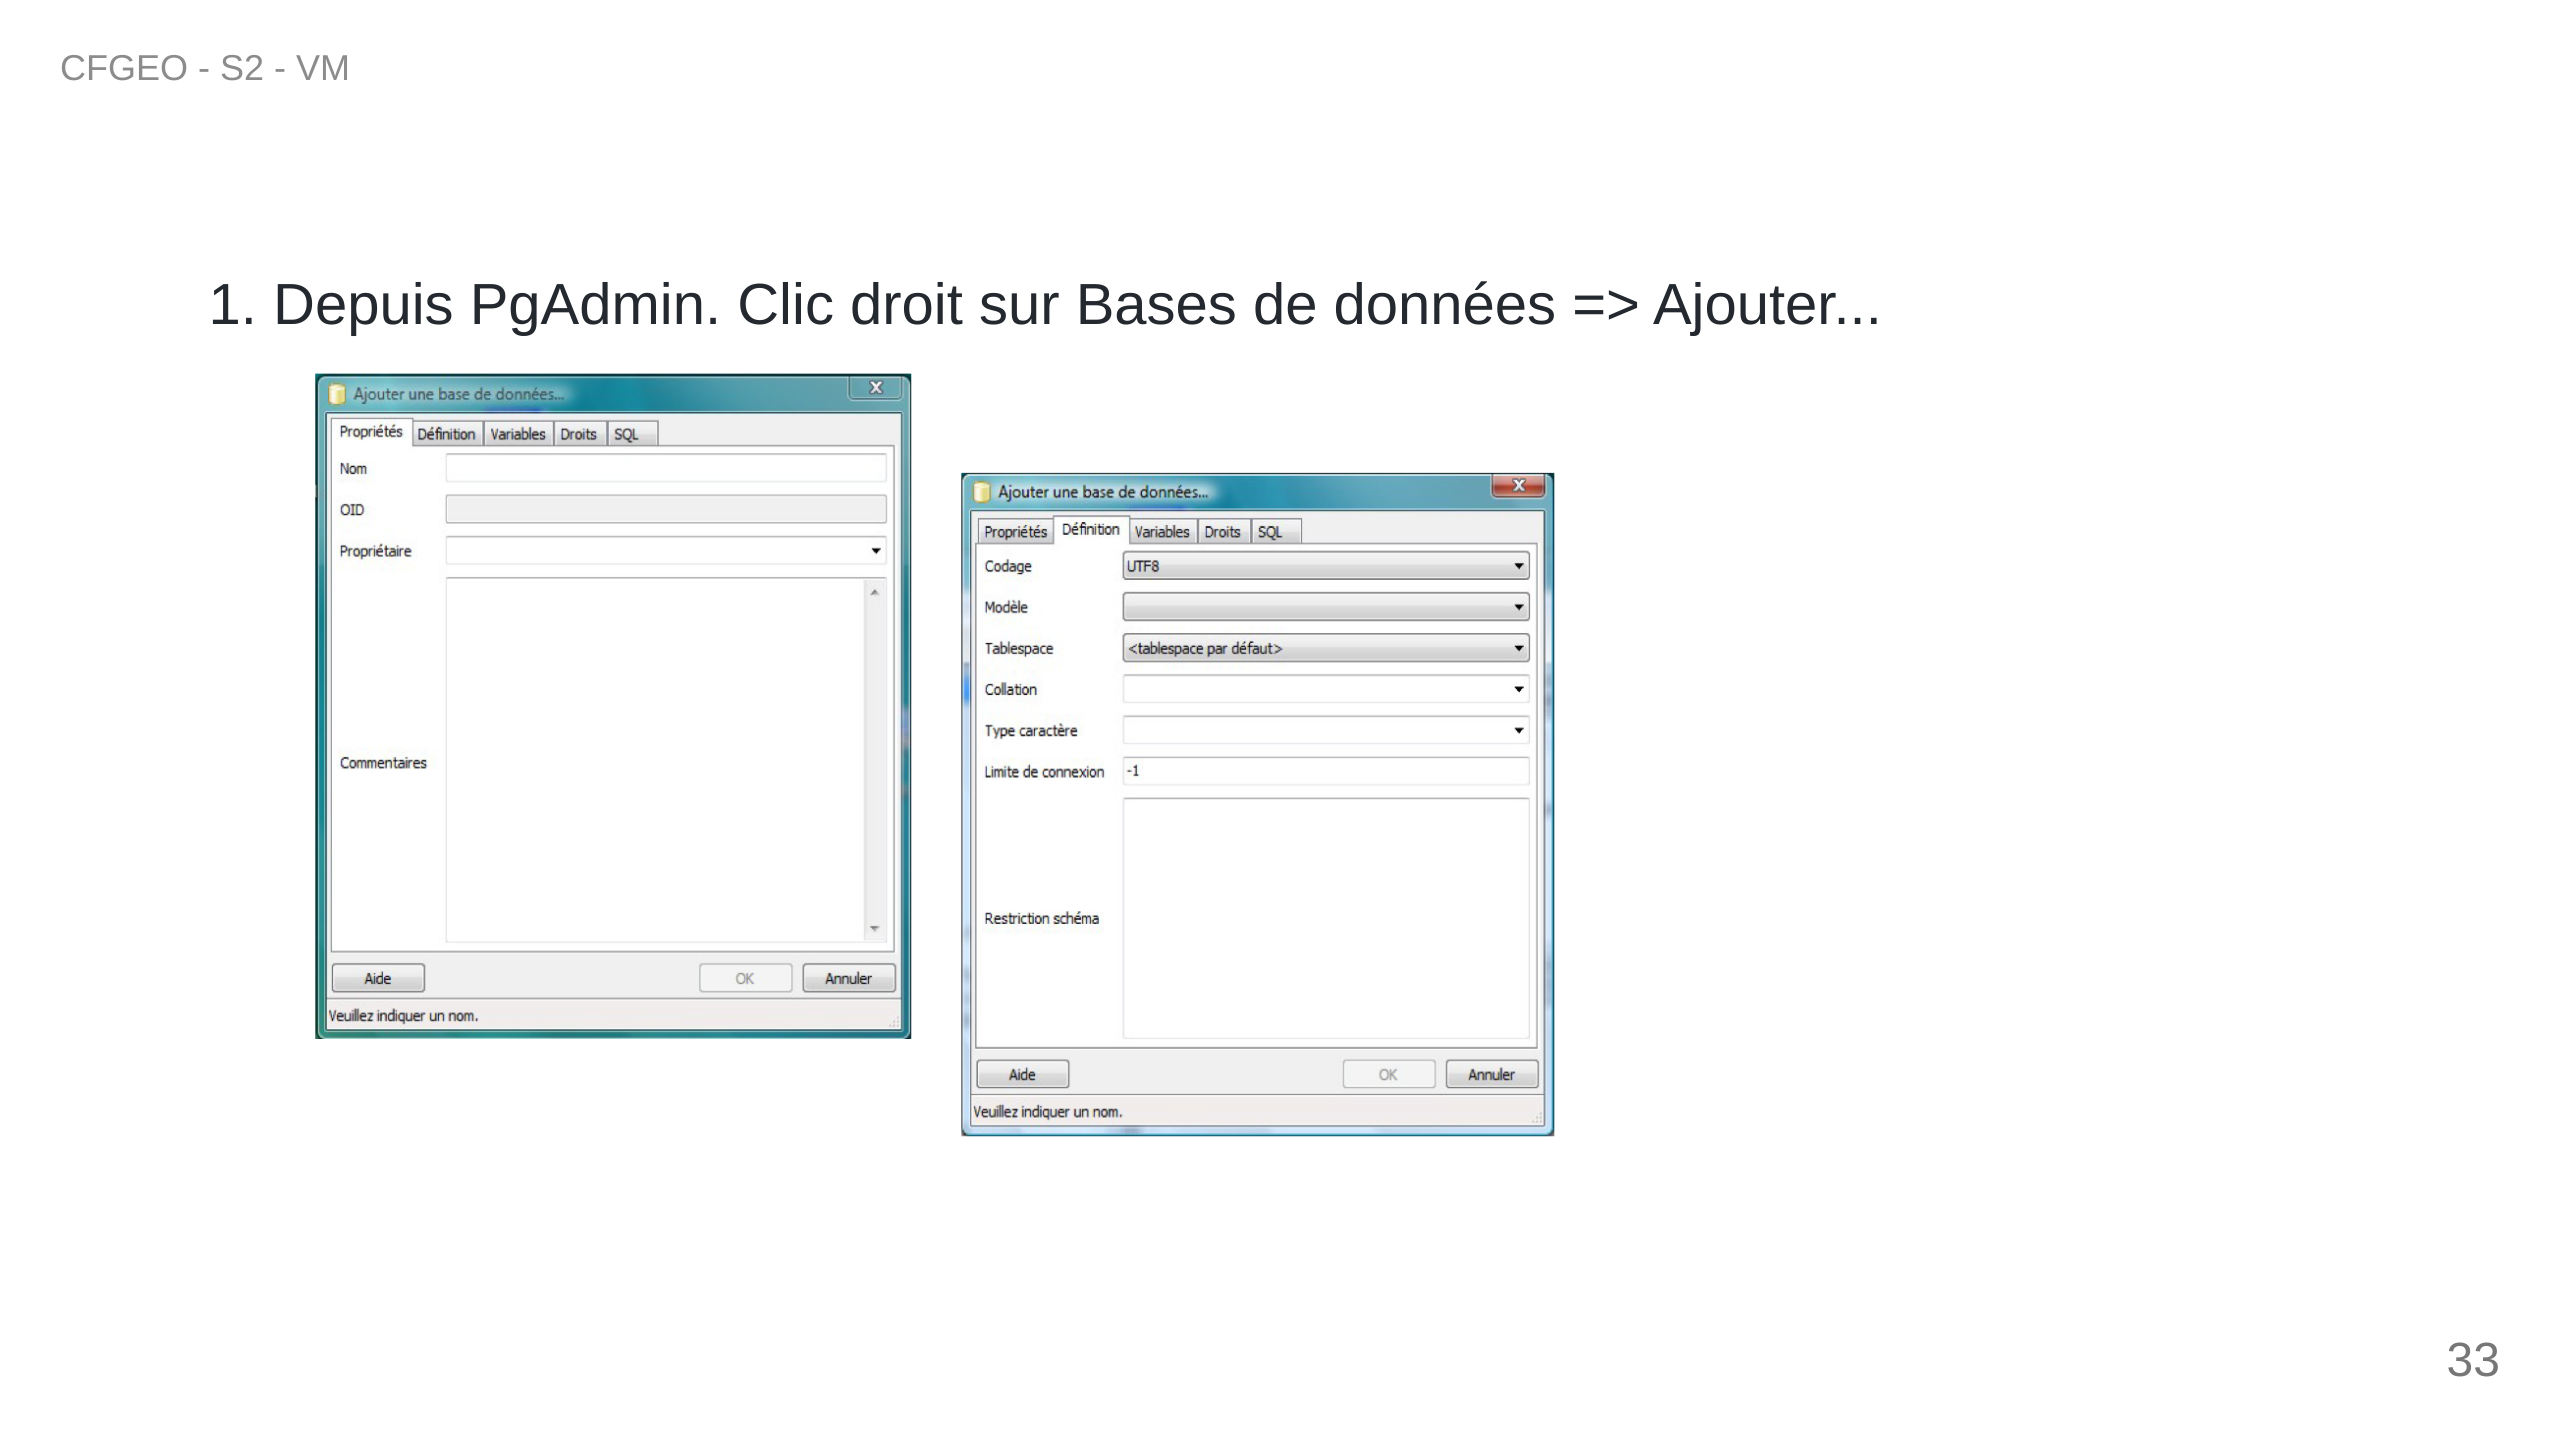 CFGEO - S2 - VM
1. Depuis PgAdmin. Clic droit sur Bases de données => Ajouter...
Ajouter une base de données...
Propriétés Définition Variables Droits SQL
Nom
OID
Propriétaire
Commentaires
Aide OK Annuler
Veuillez indiquer un nom.
Ajouter une base de données...
Propriétés Définition Variables Droits SQL
Codage UTF8
Modèle
Tablespace <tablespace par défaut>
Collation
Type caractère
Limite de connexion -1
Restriction schéma
Aide OK Annuler
Veuillez indiquer un nom.
33